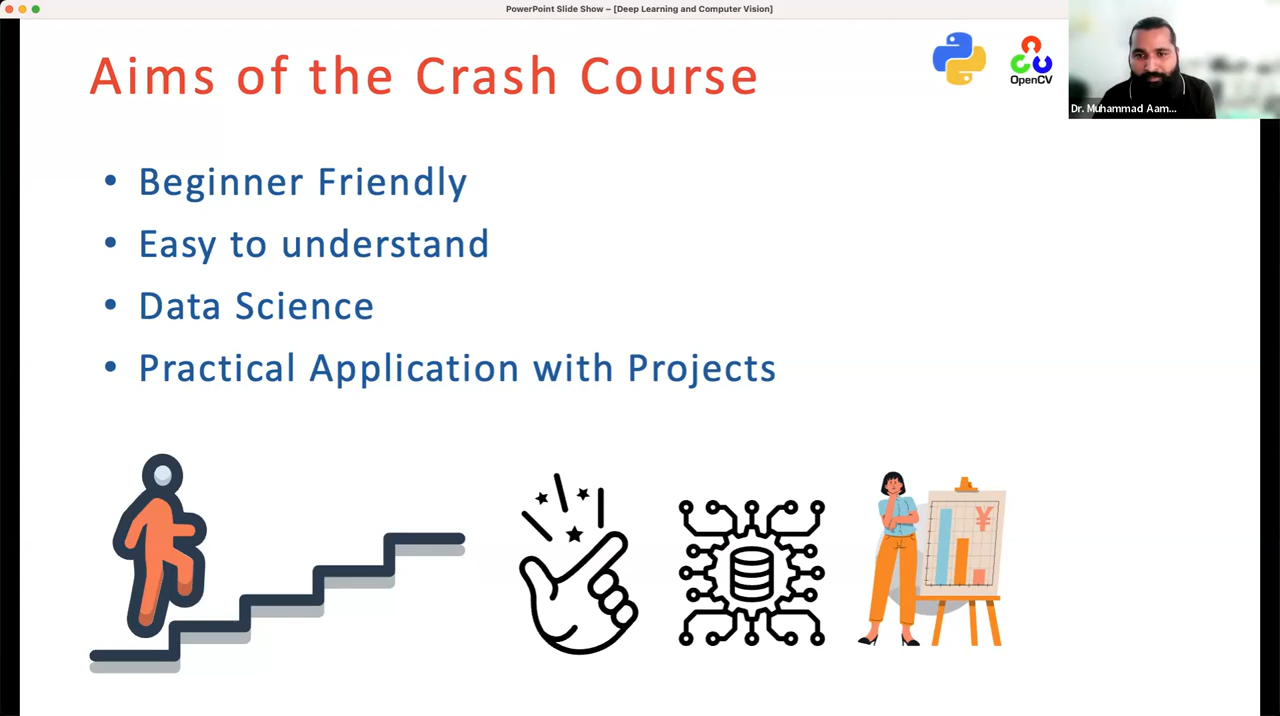 PowerPoint Slide Show – [Deep Learning and Computer Vision]
Aims of the Crash Course
OpenCV
Dr. Muhammad Aam...
• Beginner Friendly
• Easy to understand
• Data Science
• Practical Application with Projects
¥